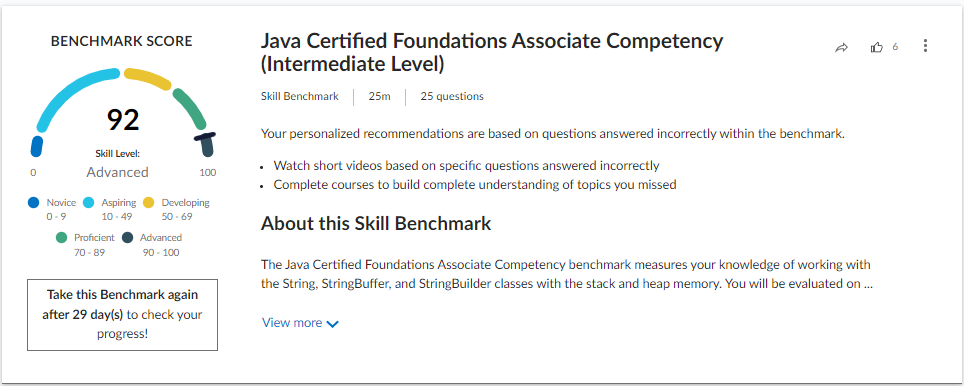 BENCHMARK SCORE
92
Skill Level:
Advanced
0
100
Novice
0 - 9
Aspiring
10 - 49
Developing
50 - 69
Proficient
70 - 89
Advanced
90 - 100
Take this Benchmark again
after 29 day(s) to check your
progress!
Java Certified Foundations Associate Competency
(Intermediate Level)
6
Skill Benchmark
25m
25 questions
Your personalized recommendations are based on questions answered incorrectly within the benchmark.
• Watch short videos based on specific questions answered incorrectly
• Complete courses to build complete understanding of topics you missed
About this Skill Benchmark
The Java Certified Foundations Associate Competency benchmark measures your knowledge of working with
the String, StringBuffer, and StringBuilder classes with the stack and heap memory. You will be evaluated on ...
View more